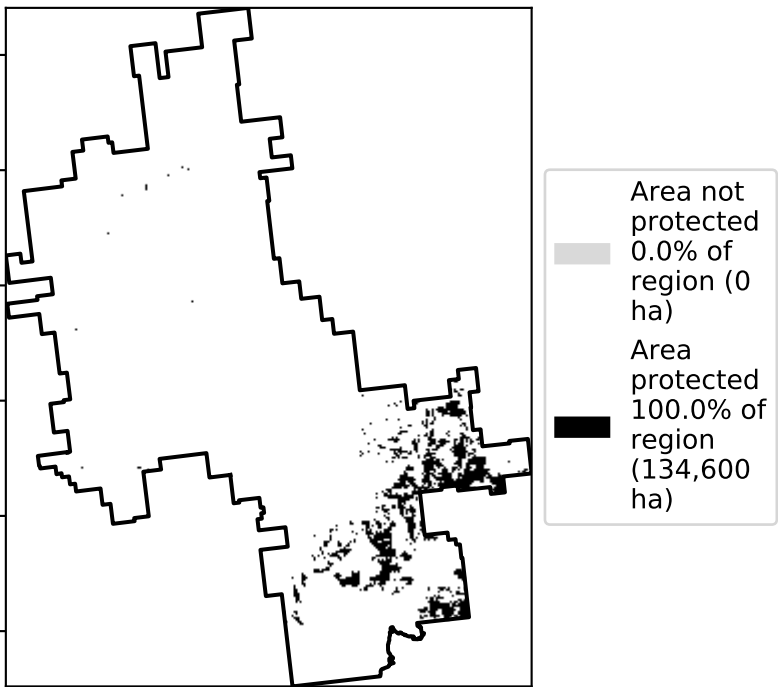 Area not
protected
0.0% of
region (0
ha)
Area
protected
100.0% of
region
(134,600
ha)